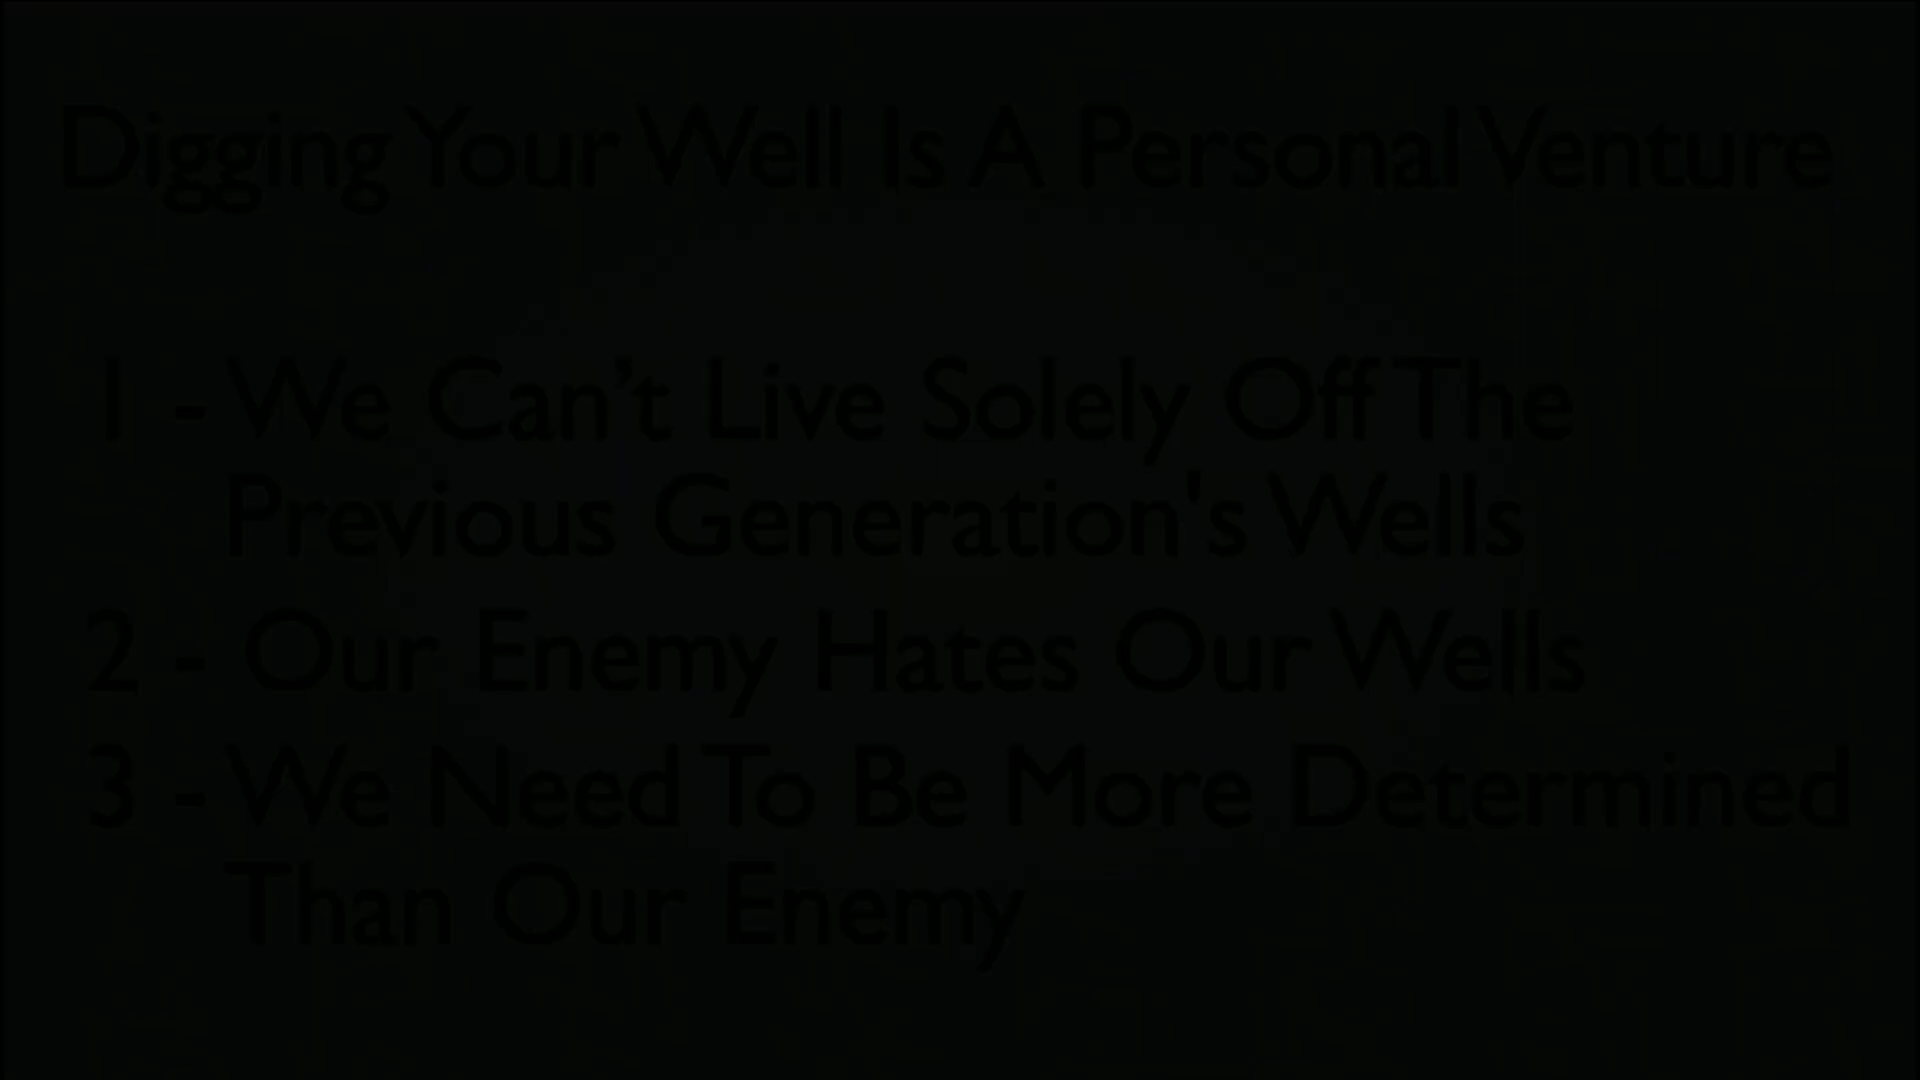 Digging Your Well Is A Personal Venture
1 - We Can’t Live Solely Off The
Previous Generation's Wells
2 - Our Enemy Hates Our Wells
3 - We Need To Be More Determined
Than Our Enemy